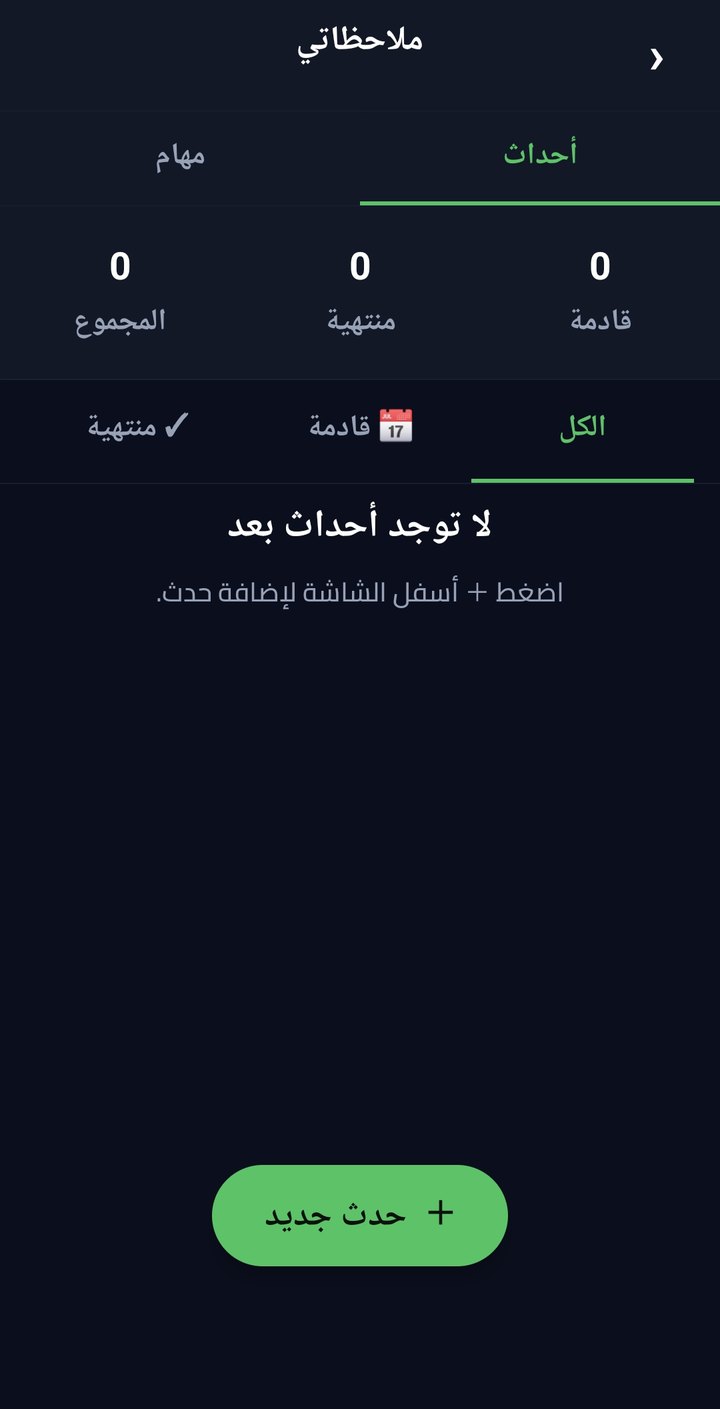 ملاحظاتي
أحداث
مهام
0 0 0
قادمة منتهية المجموع
الكل 📅 قادمة ✓ منتهية
لا توجد أحداث بعد
اضغط + أسفل الشاشة لإضافة حدث.
+ حدث جديد